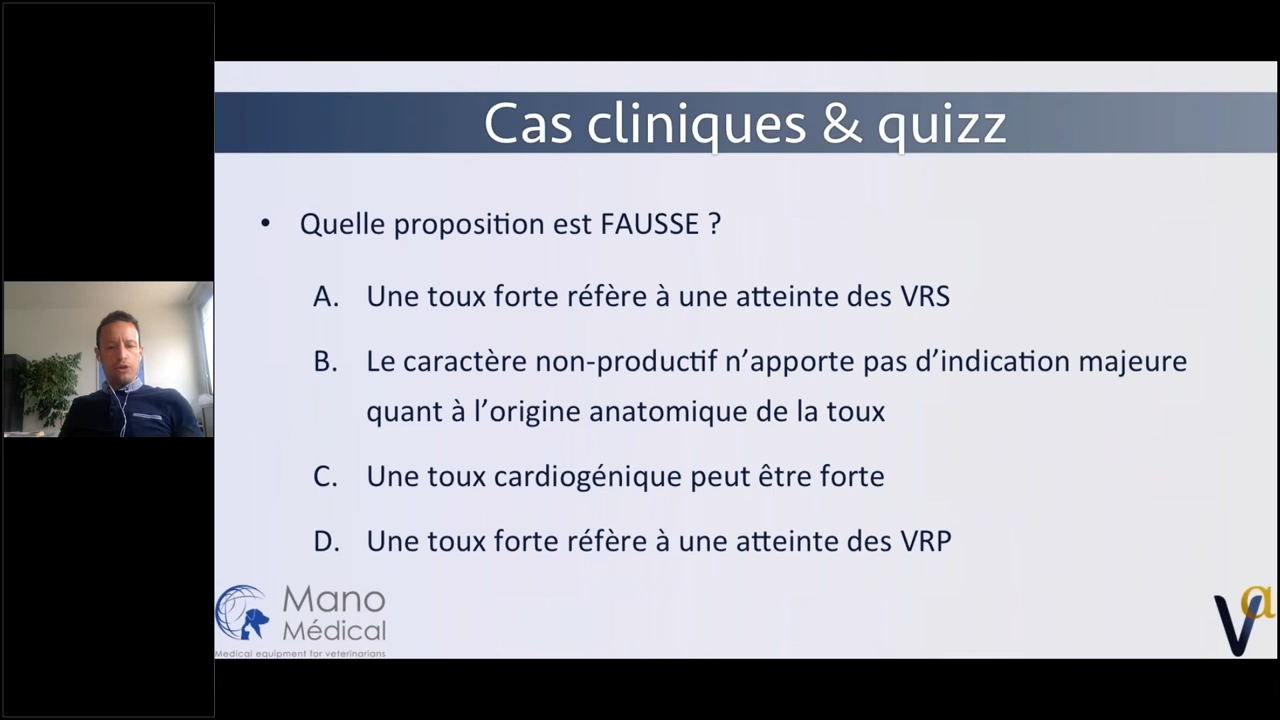 Cas cliniques & quizz
• Quelle proposition est FAUSSE ?
A. Une toux forte réfère à une atteinte des VRS
B. Le caractère non-productif n’apporte pas d’indication majeure
quant à l’origine anatomique de la toux
C. Une toux cardiogénique peut être forte
D. Une toux forte réfère à une atteinte des VRP
Mano
Médical
Medical equipment for veterinarians
V@